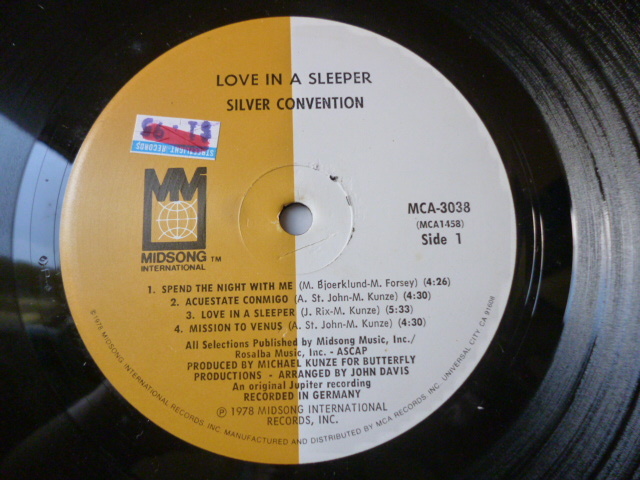 LOVE IN A SLEEPER
SILVER CONVENTION
STREETLIGHT RECORDS
MIDSONG TM
INTERNATIONAL
MCA-3038
(MCA1458)
Side 1
1. SPEND THE NIGHT WITH ME (M. Bjoerklund-M. Forsey) (4:26)
2. ACUESTATE CONMIGO (A. St. John-M. Kunze) (4:30)
3. LOVE IN A SLEEPER (J. Rix-M. Kunze) (5:33)
4. MISSION TO VENUS (A. St. John-M. Kunze) (4:30)
All Selections Published by Midsong Music, Inc./
Rosalba Music, Inc. - ASCAP
PRODUCED BY MICHAEL KUNZE FOR BUTTERFLY
PRODUCTIONS - ARRANGED BY JOHN DAVIS
An original Jupiter recording
RECORDED IN GERMANY
℗ 1978 MIDSONG INTERNATIONAL
RECORDS, INC.
©1978 MIDSONG INTERNATIONAL RECORDS INC. MANUFACTURED AND DISTRIBUTED BY MCA RECORDS, INC., UNIVERSAL CITY, CA 91608